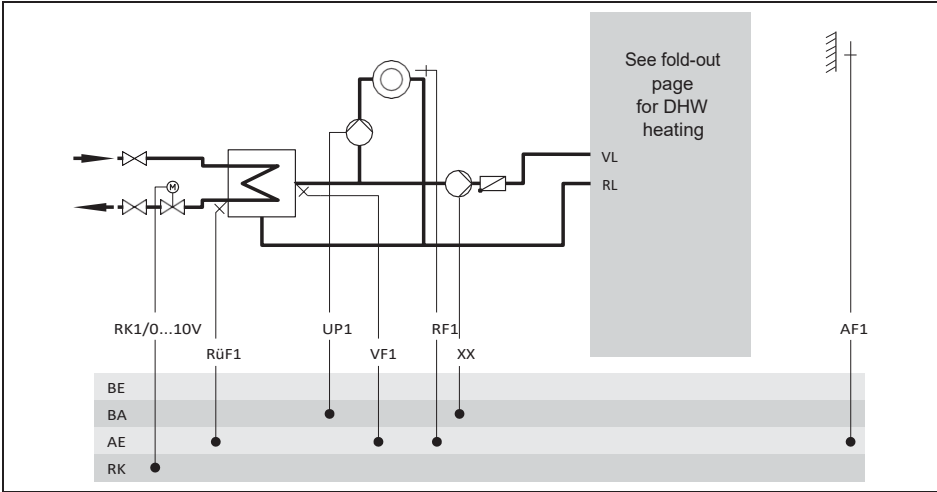 See fold-out
page
for DHW
heating
VL
RL
M
RK1/0...10V
UP1
RF1
AF1
RüF1
VF1
XX
BE
BA
AE
RK